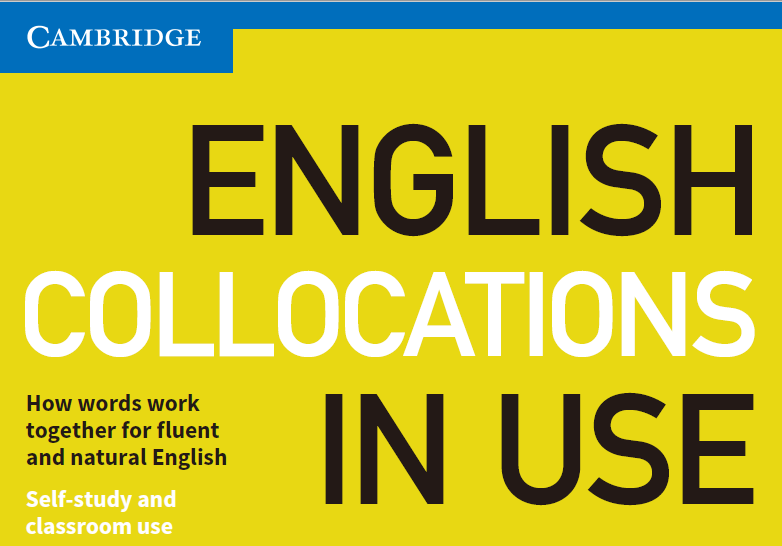 CAMBRIDGE
ENGLISH
COLLOCATIONS
IN USE
How words work
together for fluent
and natural English
Self-study and
classroom use